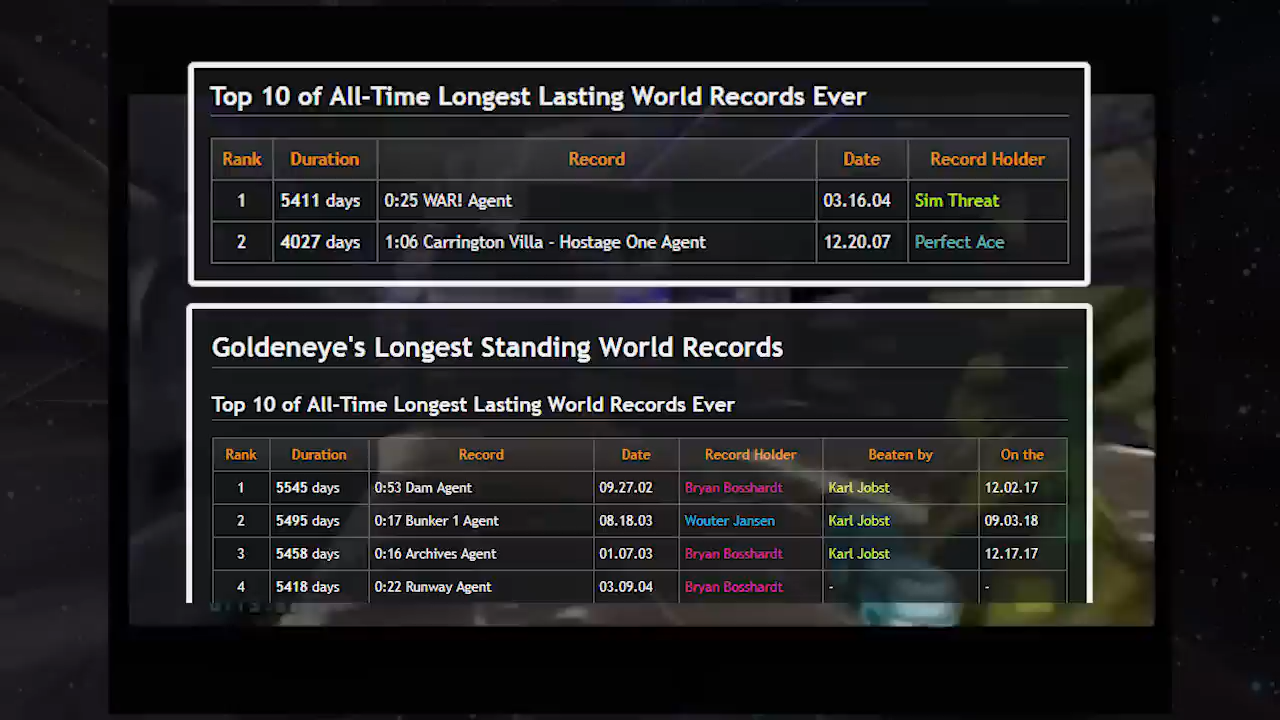 Top 10 of All-Time Longest Lasting World Records Ever
Rank Duration Record Date Record Holder
1 5411 days 0:25 WAR! Agent 03.16.04 Sim Threat
2 4027 days 1:06 Carrington Villa - Hostage One Agent 12.20.07 Perfect Ace
Goldeneye's Longest Standing World Records
Top 10 of All-Time Longest Lasting World Records Ever
Rank Duration Record Date Record Holder Beaten by On the
1 5545 days 0:53 Dam Agent 09.27.02 Bryan Bosshardt Karl Jobst 12.02.17
2 5495 days 0:17 Bunker 1 Agent 08.18.03 Wouter Jansen Karl Jobst 09.03.18
3 5458 days 0:16 Archives Agent 01.07.03 Bryan Bosshardt Karl Jobst 12.17.17
4 5418 days 0:22 Runway Agent 03.09.04 Bryan Bosshardt - -